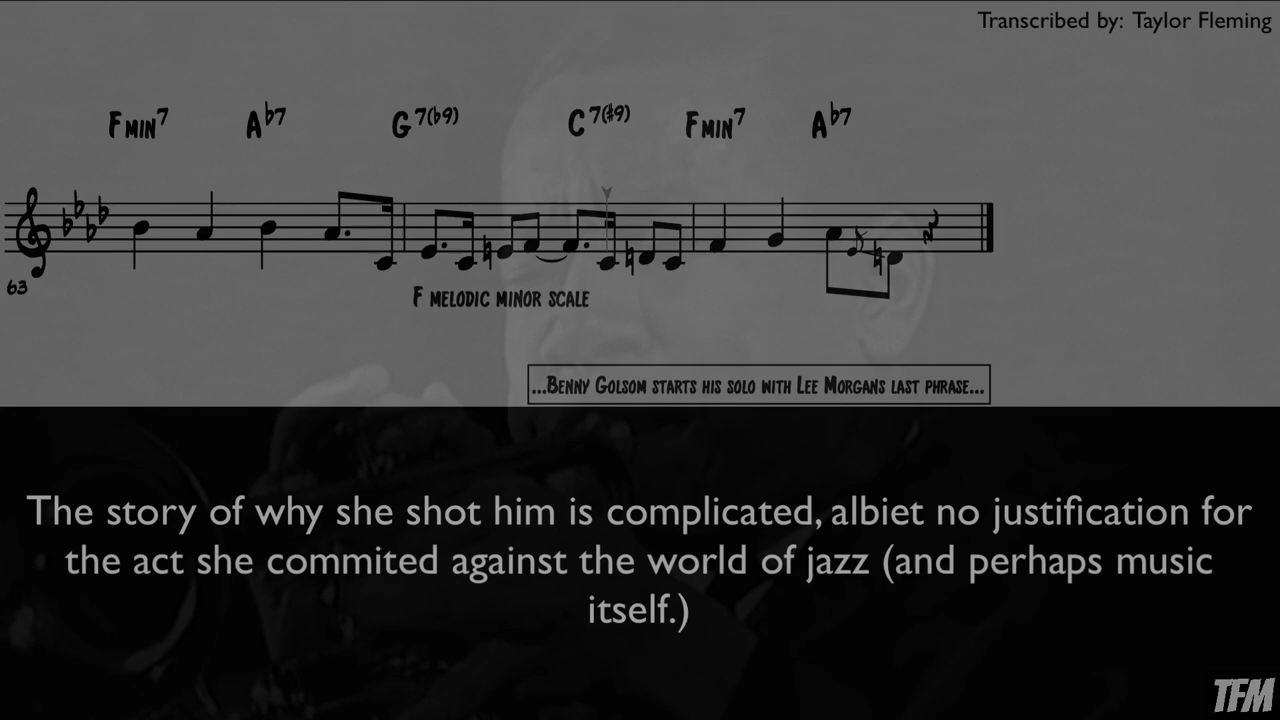 Transcribed by: Taylor Fleming
Fmin7 Ab7 G7(b9) C7(#9) Fmin7 Ab7
63
F melodic minor scale
...Benny Golsom starts his solo with Lee Morgans last phrase...
The story of why she shot him is complicated, albiet no justification for
the act she commited against the world of jazz (and perhaps music
itself.)
TFM